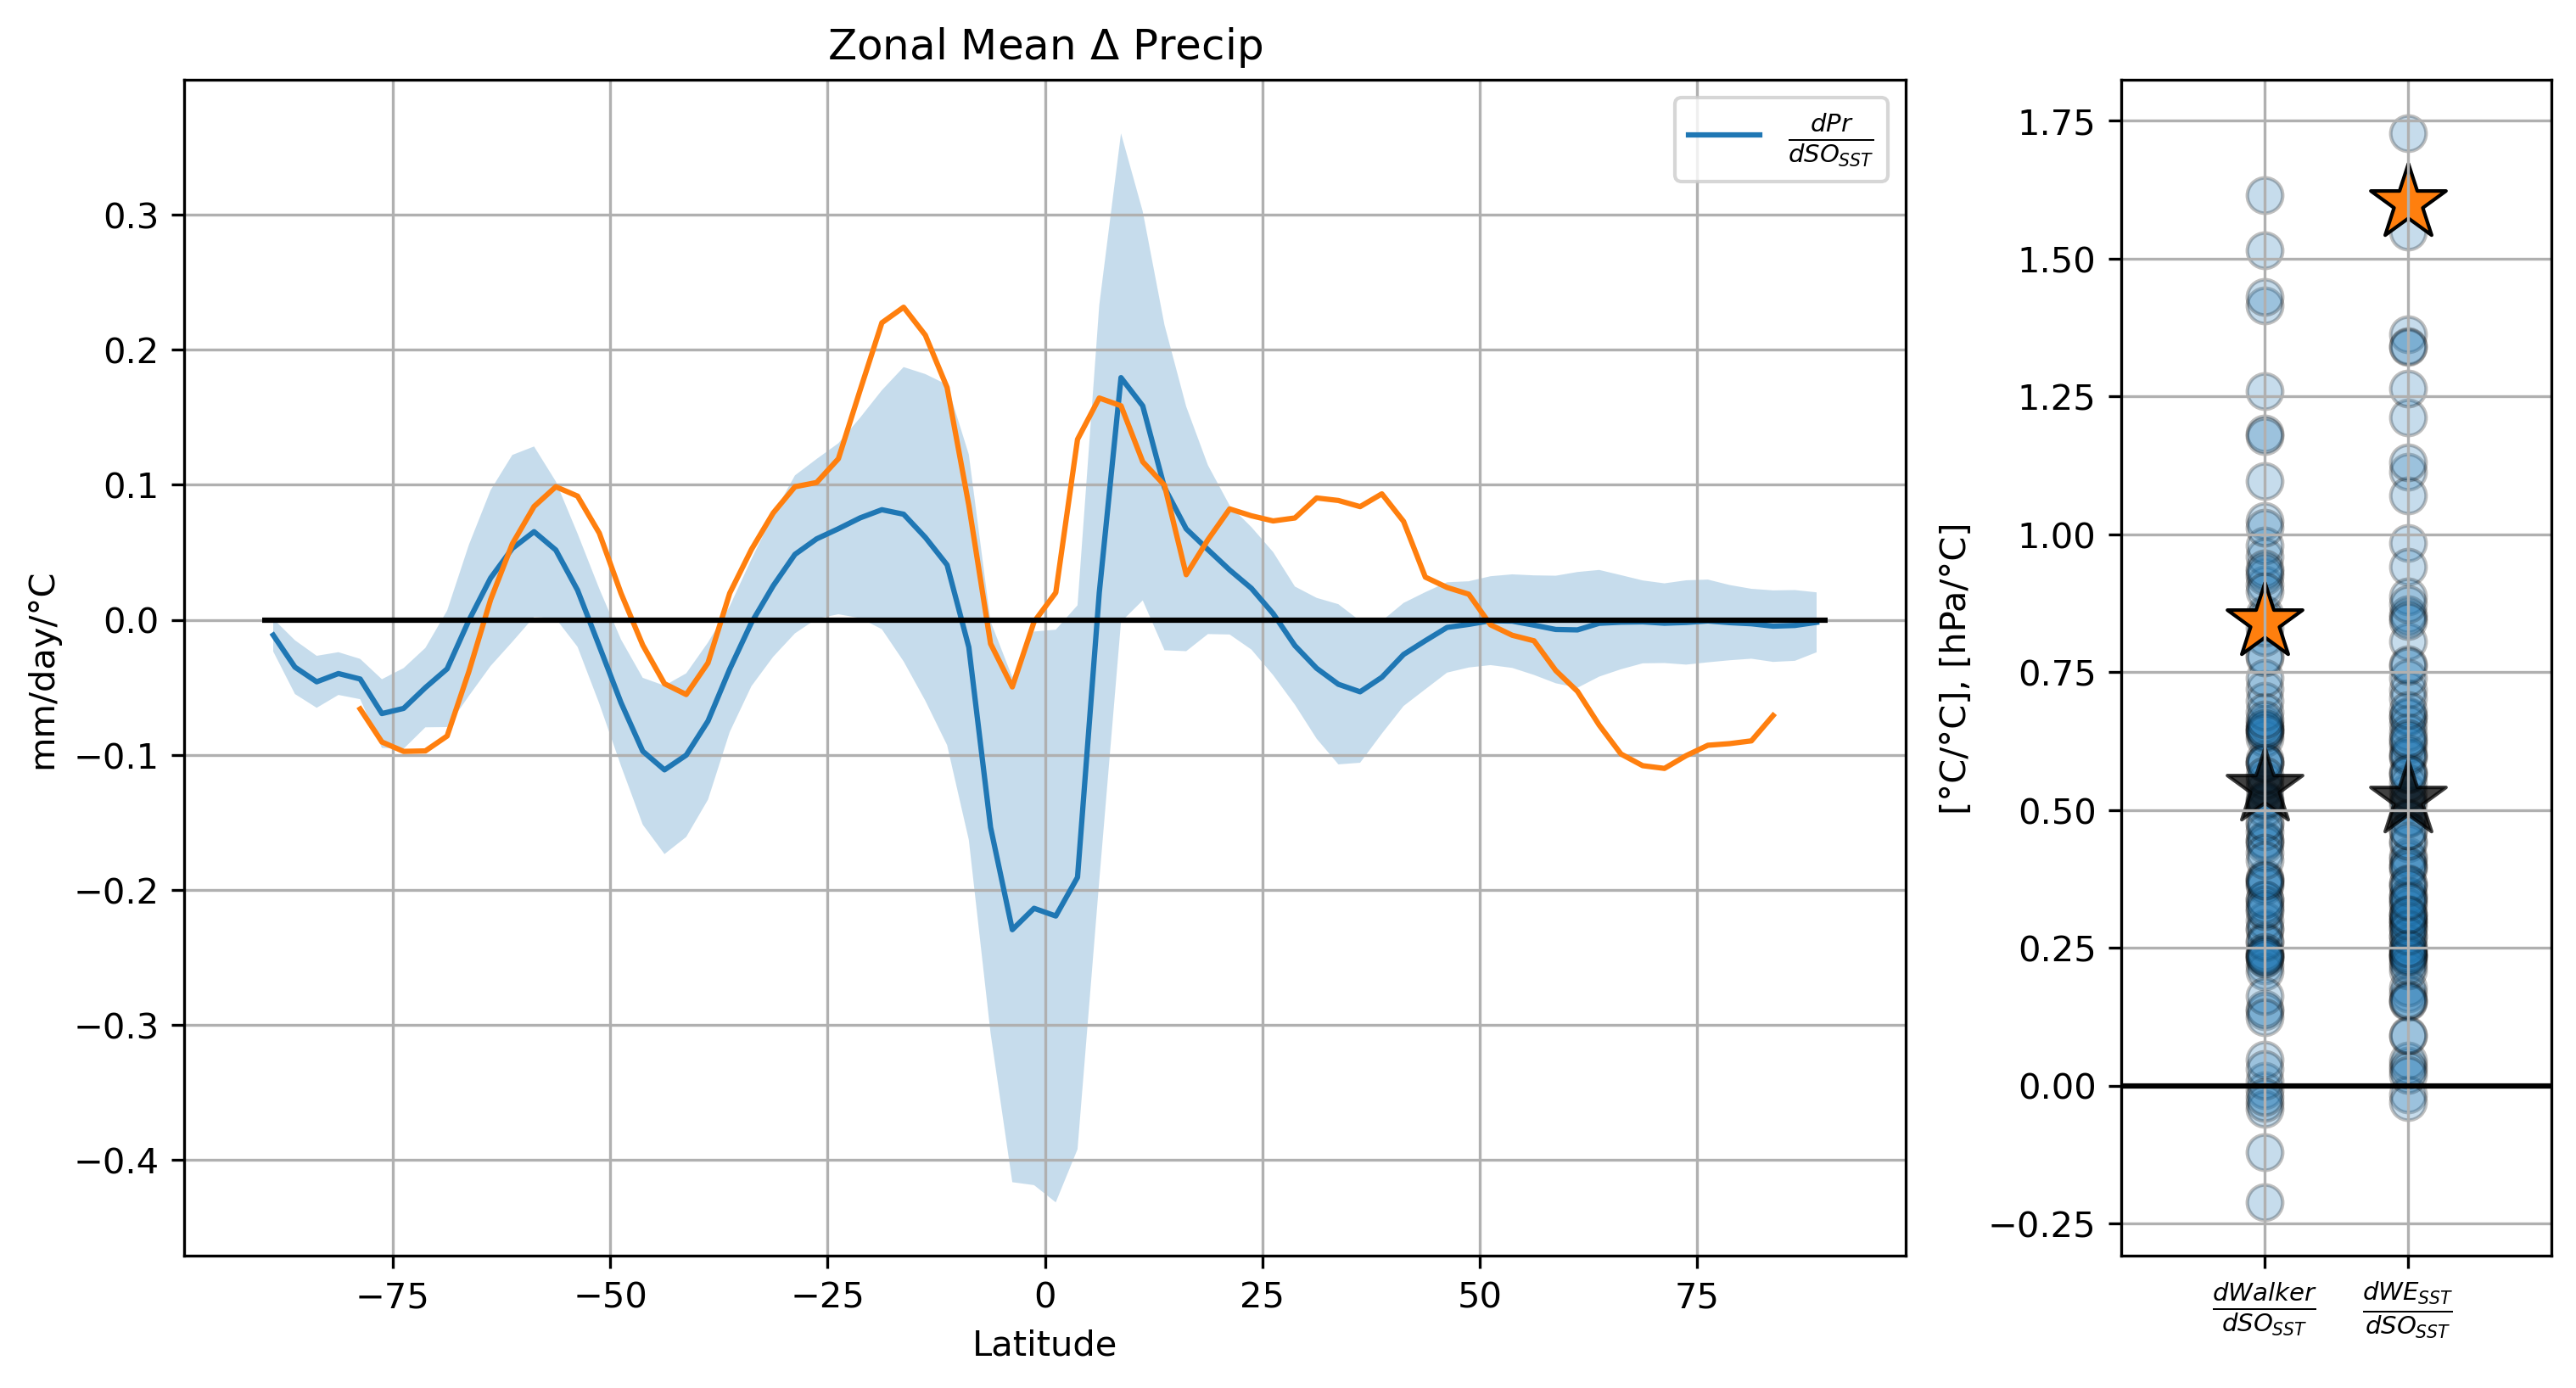 Zonal Mean Δ Precip
dPr
dSO_SST
0.3
0.2
0.1
0.0
−0.1
−0.2
−0.3
−0.4
mm/day/°C
−75 −50 −25 0 25 50 75
Latitude
[°C/°C], [hPa/°C]
1.75
1.50
1.25
1.00
0.75
0.50
0.25
0.00
−0.25
dWalker dWE_SST
dSO_SST dSO_SST